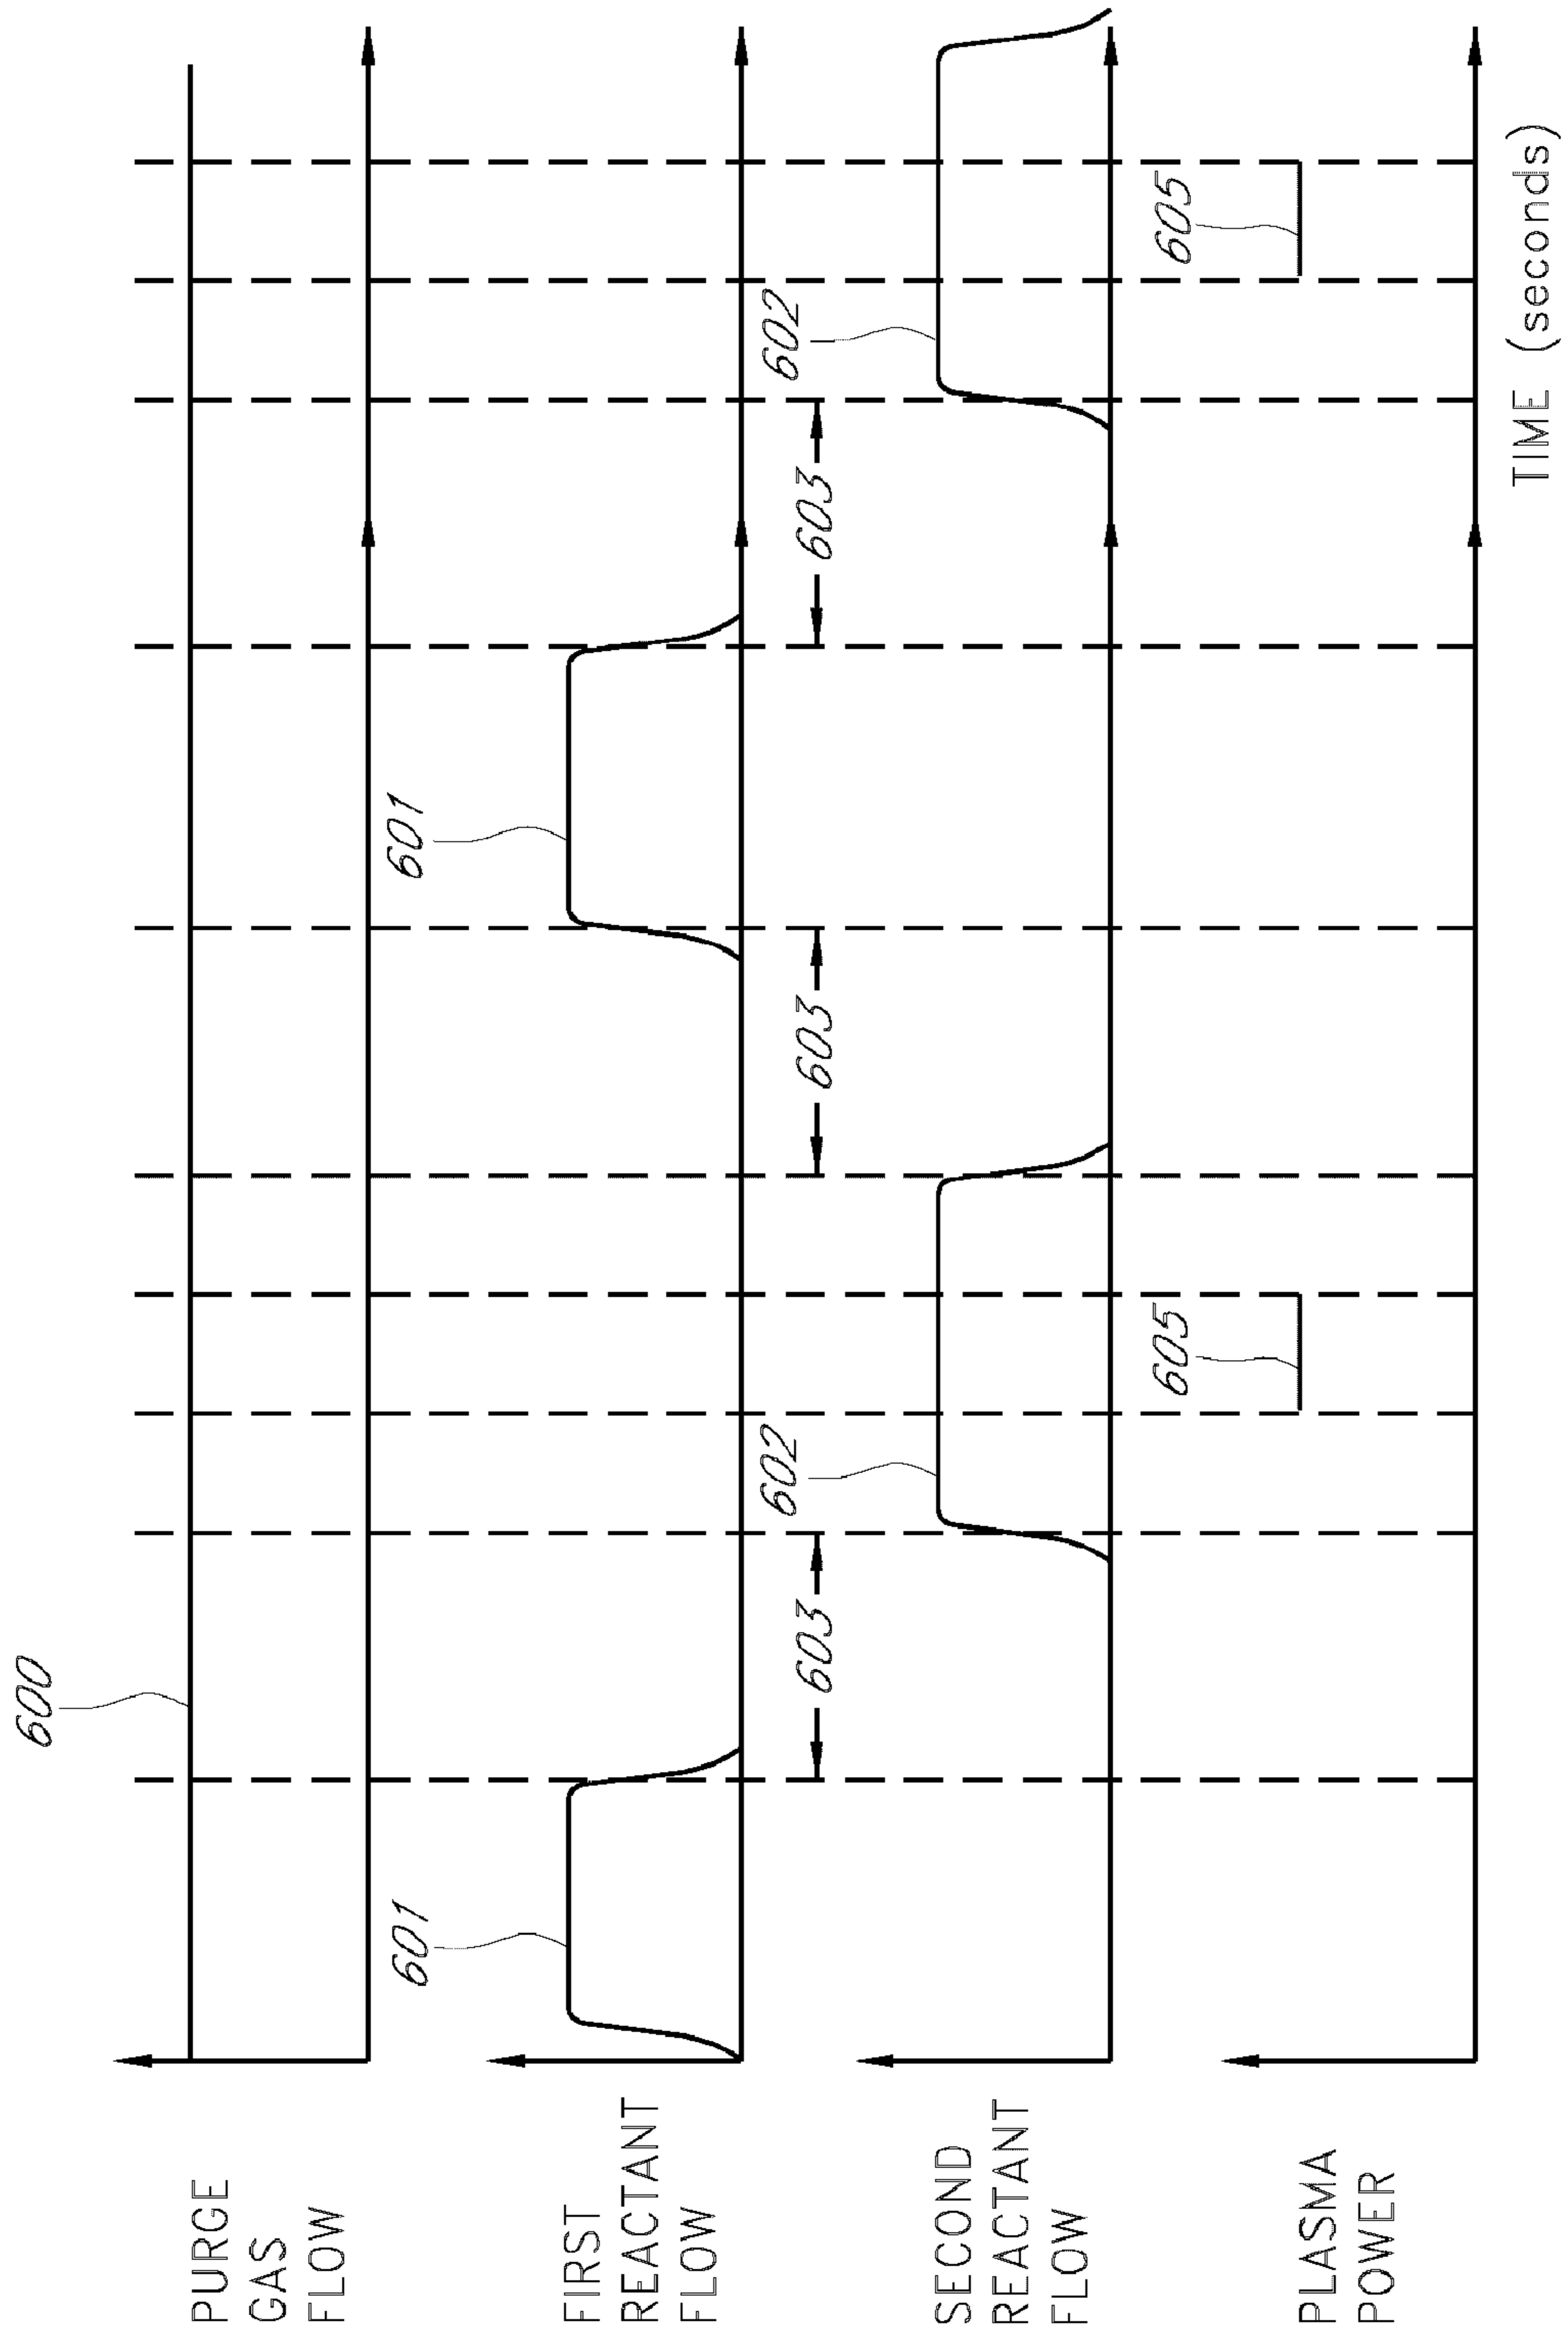 600
PURGE
GAS
FLOW
601
601
FIRST
REACTANT
FLOW
602
602
603
603
603
SECOND
REACTANT
FLOW
605
605
PLASMA
POWER
TIME (seconds)